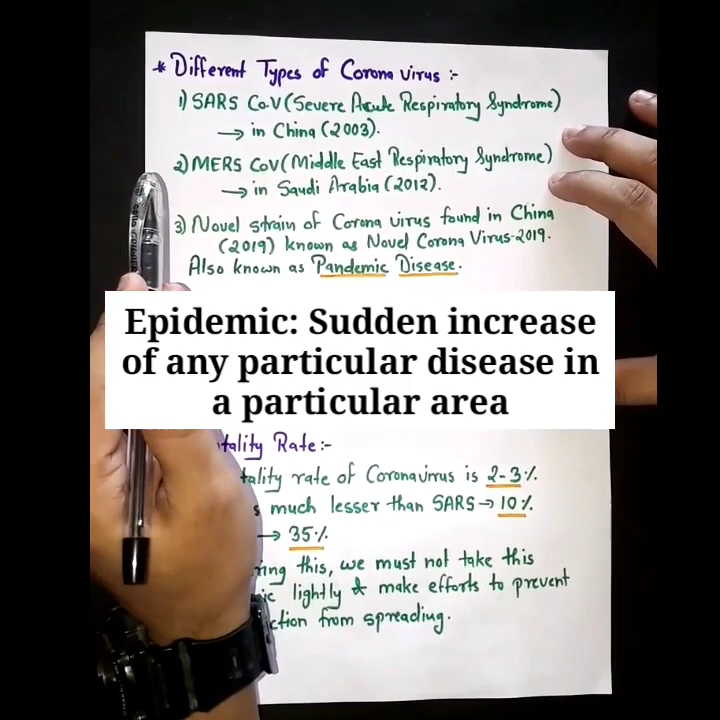 * Different Types of Corona virus :-
1) SARS CoV (Severe Acute Respiratory Syndrome)
→ in China (2003).
2) MERS CoV (Middle East Respiratory Syndrome)
→ in Saudi Arabia (2012).
3) Novel strain of Corona virus found in China
(2019) known as Novel Corona Virus-2019.
Also known as Pandemic Disease.
Epidemic: Sudden increase
of any particular disease in
a particular area
tality Rate:-
tality rate of Coronavirus is 2-3%
s much lesser than SARS → 10%
→ 35%
ring this, we must not take this
ic lightly & make efforts to prevent
ction from spreading.